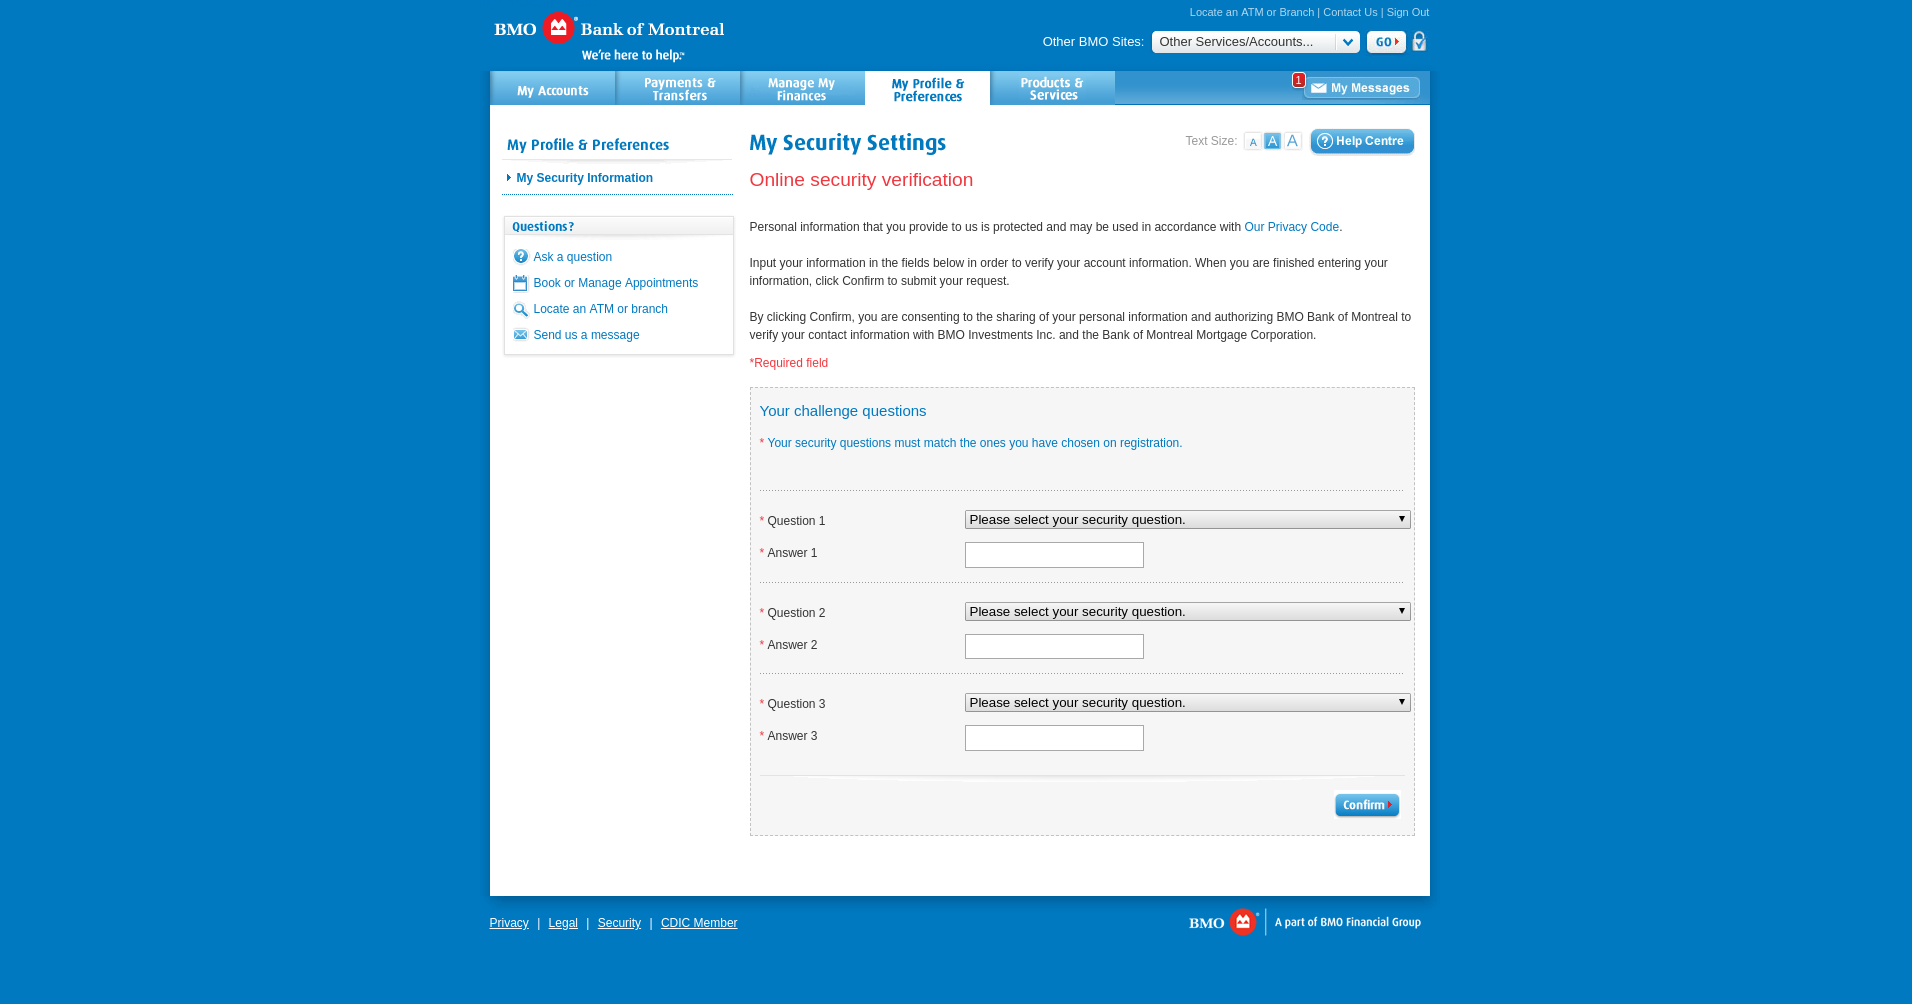 Locate an ATM or Branch | Contact Us | Sign Out
BMO Bank of Montreal
We're here to help.™
Other BMO Sites: Other Services/Accounts... GO
My Accounts
Payments & Transfers
Manage My Finances
My Profile & Preferences
Products & Services
1
My Messages
My Profile & Preferences
My Security Information
Questions?
Ask a question
Book or Manage Appointments
Locate an ATM or branch
Send us a message
My Security Settings
Text Size: A A A
Help Centre
Online security verification
Personal information that you provide to us is protected and may be used in accordance with Our Privacy Code.
Input your information in the fields below in order to verify your account information. When you are finished entering your
information, click Confirm to submit your request.
By clicking Confirm, you are consenting to the sharing of your personal information and authorizing BMO Bank of Montreal to
verify your contact information with BMO Investments Inc. and the Bank of Montreal Mortgage Corporation.
*Required field
Your challenge questions
* Your security questions must match the ones you have chosen on registration.
* Question 1 Please select your security question.
* Answer 1
* Question 2 Please select your security question.
* Answer 2
* Question 3 Please select your security question.
* Answer 3
Confirm
Privacy | Legal | Security | CDIC Member
BMO A part of BMO Financial Group